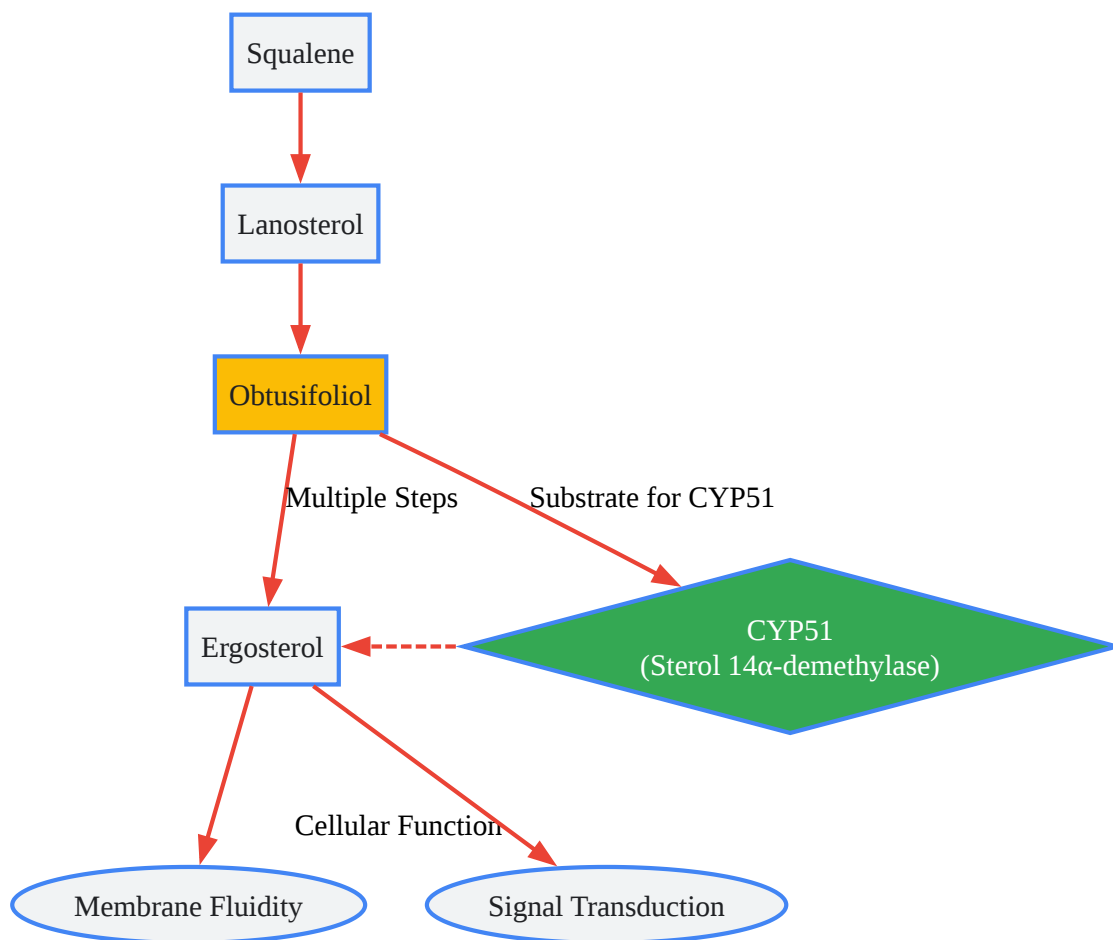 Squalene
Lanosterol
Obtusifoliol
Multiple Steps
Substrate for CYP51
CYP51
(Sterol 14α-demethylase)
Ergosterol
Cellular Function
Membrane Fluidity
Signal Transduction